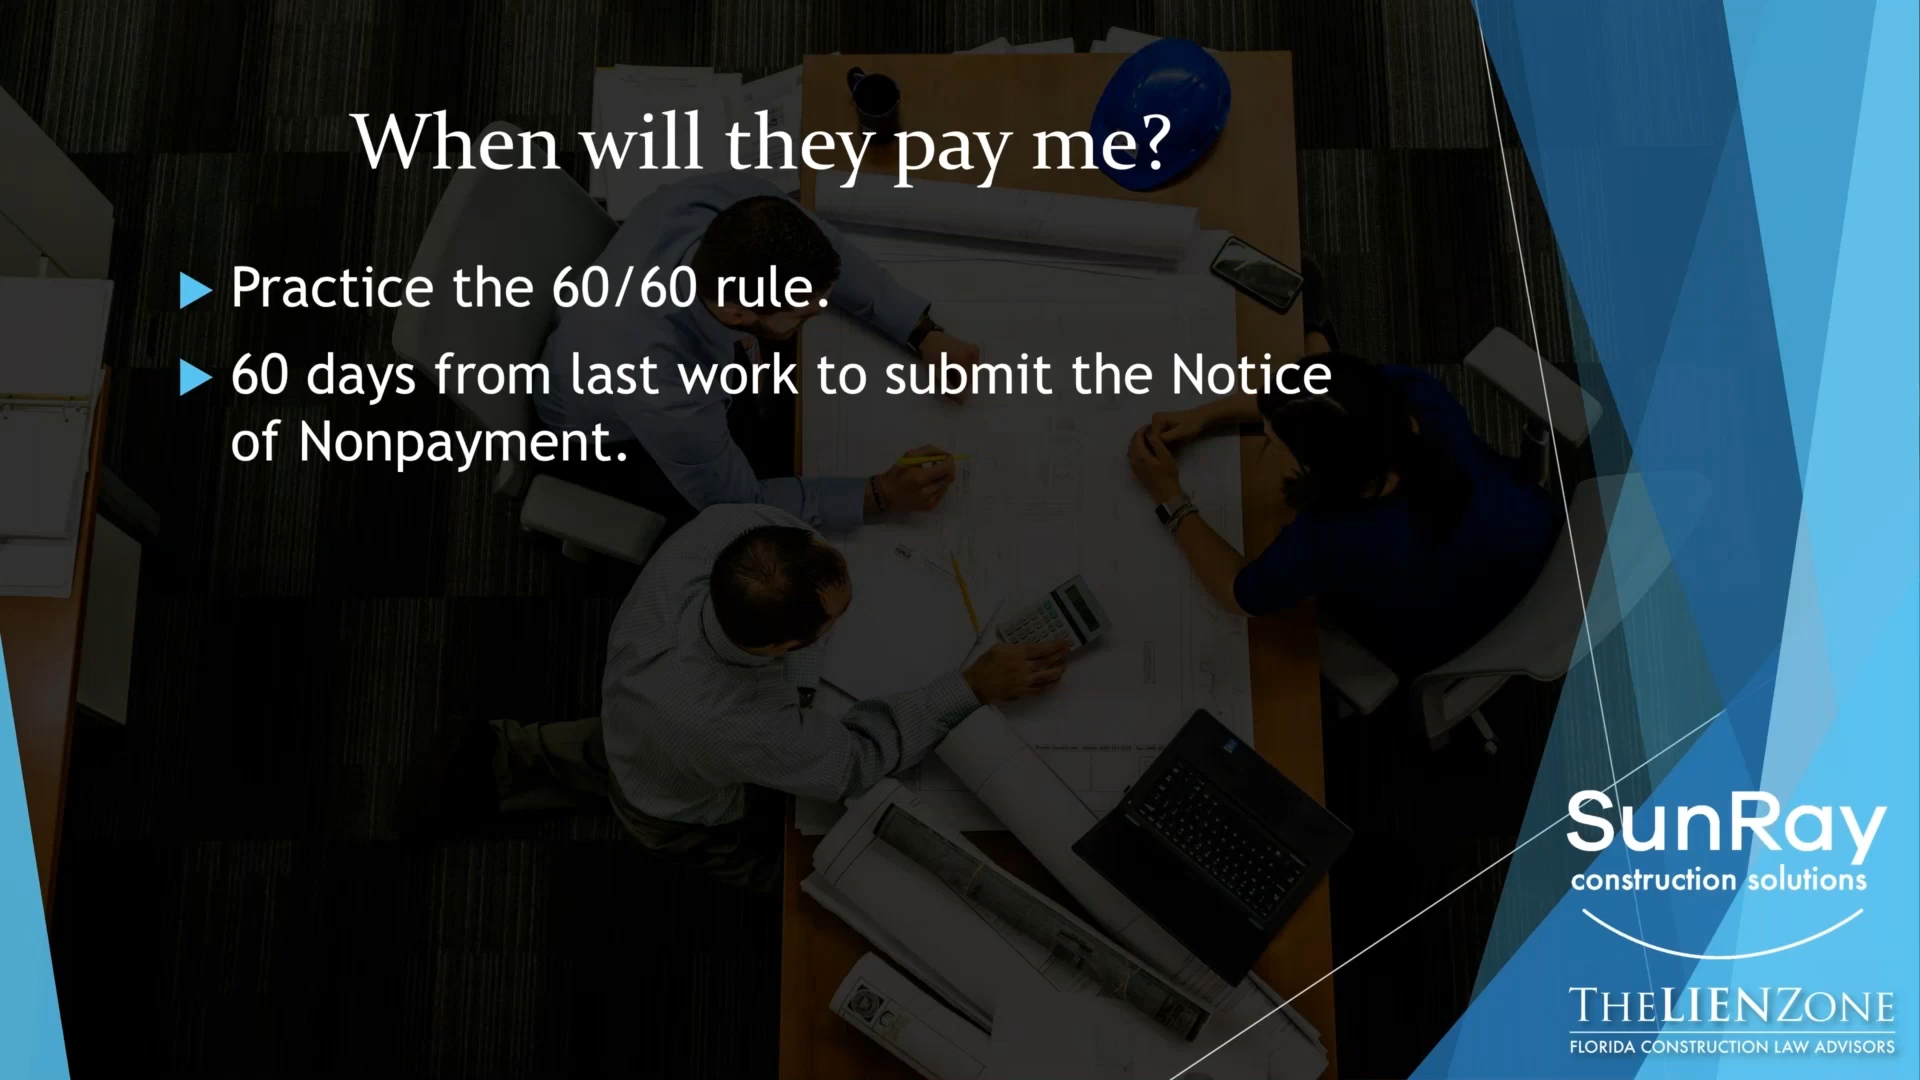 When will they pay me?
Practice the 60/60 rule.
60 days from last work to submit the Notice
of Nonpayment.
SunRay
construction solutions
THELIENZONE
FLORIDA CONSTRUCTION LAW ADVISORS